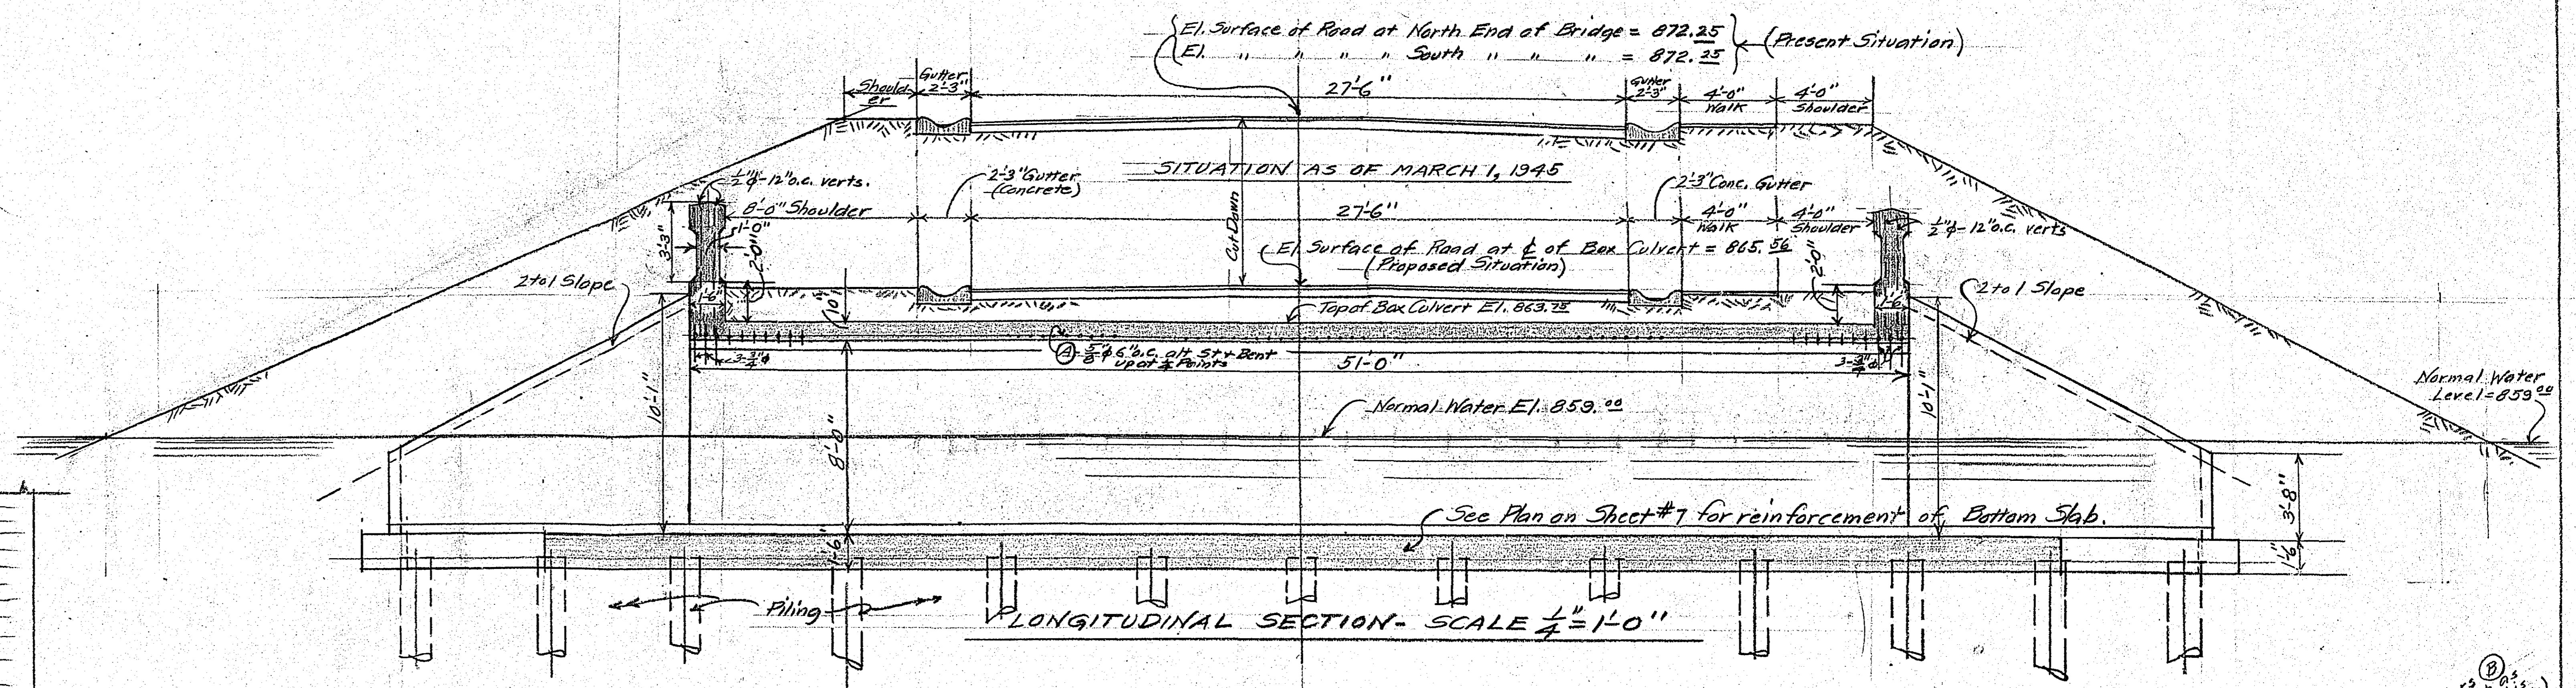 El. Surface of Road at North End of Bridge = 872.25
El. " " " " South " " " = 872.25
(Present Situation)
Shoulder
Gutter
2'-3"
27'-6"
Gutter
2'-3"
4'-0"
Walk
4'-0"
Shoulder
SITUATION AS OF MARCH 1, 1945
1/2"φ-12"o.c. verts.
2'-3" Gutter
(Concrete)
2'-3" Conc. Gutter
8'-0" Shoulder
27'-6"
4'-0"
Walk
4'-0"
Shoulder
1/2"φ-12"o.c. verts
3'-3"
1'-0"
2'-0"
Cut Down
El. Surface of Road at ℄ of Box Culvert = 865.56
(Proposed Situation)
2'-0"
2 to 1 Slope
1'-6"
10"
Top of Box Culvert El. 863.75
1'-6
2 to 1 Slope
3-3/4"φ
(A) 5/8"φ 6"o.c. alt. St. & Bent
up at 1/4 Points
51'-0"
3-3/4"φ
10'-1"
8'-0"
Normal Water El. 859.00
10'-1"
Normal Water
Level = 859.00
See Plan on Sheet #7 for reinforcement of Bottom Slab.
3'-8"
1'-6"
1'-6"
Piling
LONGITUDINAL SECTION - SCALE 1/4" = 1'-0"
(B)